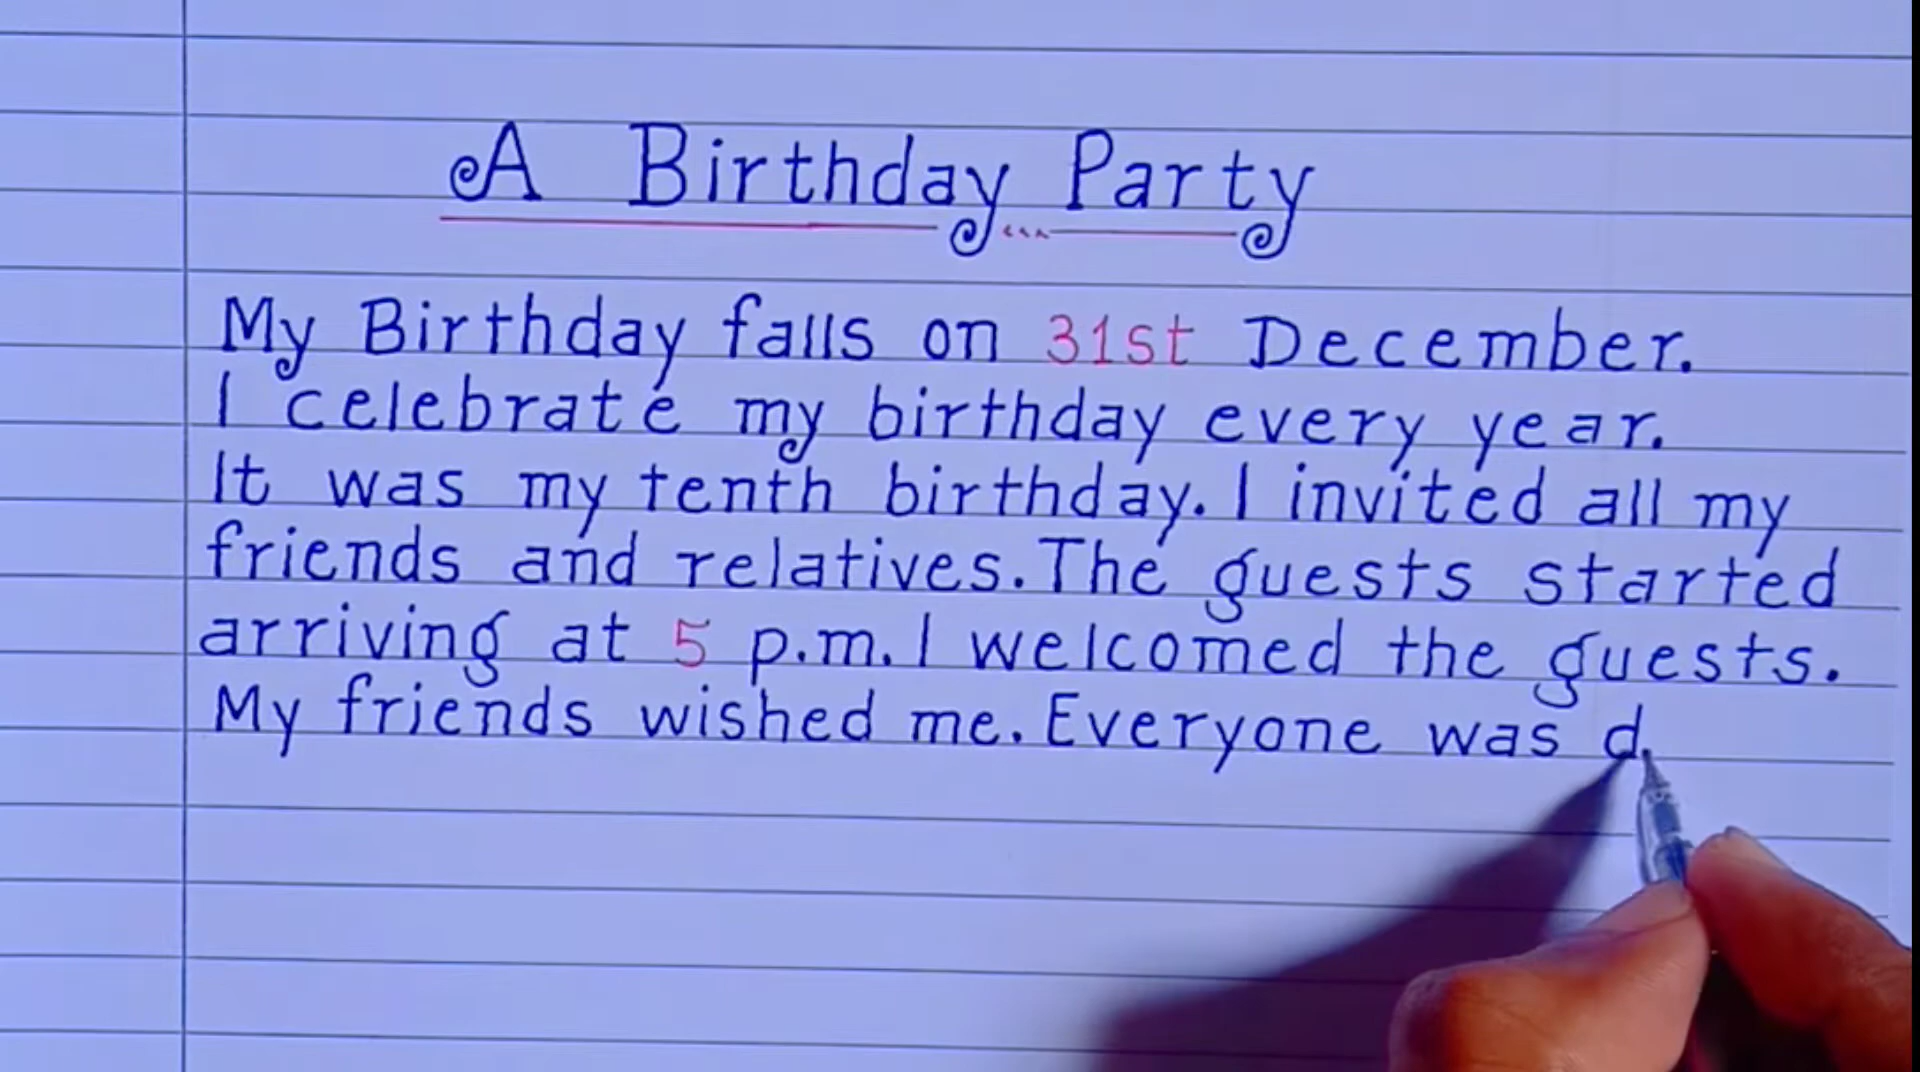 A Birthday Party
My Birthday falls on 31st December.
I celebrate my birthday every year.
It was my tenth birthday. I invited all my
friends and relatives. The guests started
arriving at 5 p.m. I welcomed the guests.
My friends wished me. Everyone was d